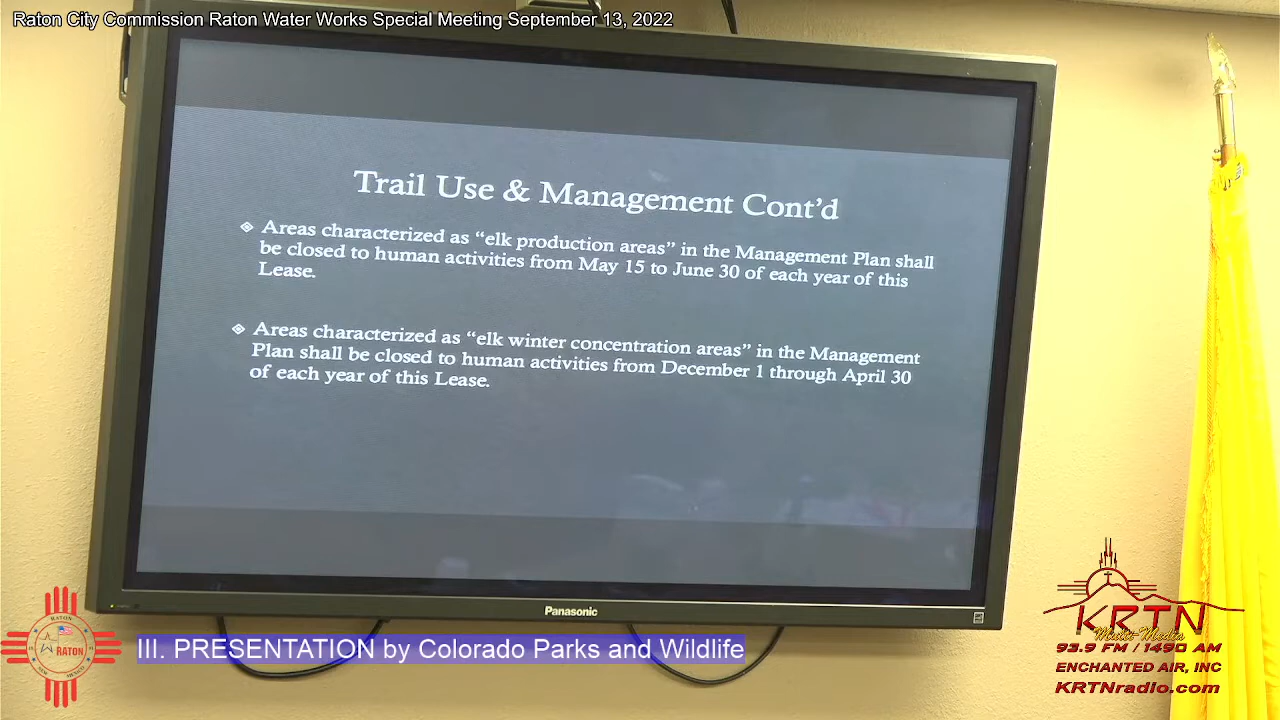 Raton City Commission Raton Water Works Special Meeting September 13, 2022
Trail Use & Management Cont'd
Areas characterized as “elk production areas” in the Management Plan shall
be closed to human activities from May 15 to June 30 of each year of this
Lease.
Areas characterized as “elk winter concentration areas” in the Management
Plan shall be closed to human activities from December 1 through April 30
of each year of this Lease.
Panasonic
RATON
RATON
III. PRESENTATION by Colorado Parks and Wildlife
KRTN
Multi-Media
93.9 FM / 1490 AM
ENCHANTED AIR, INC
KRTNradio.com